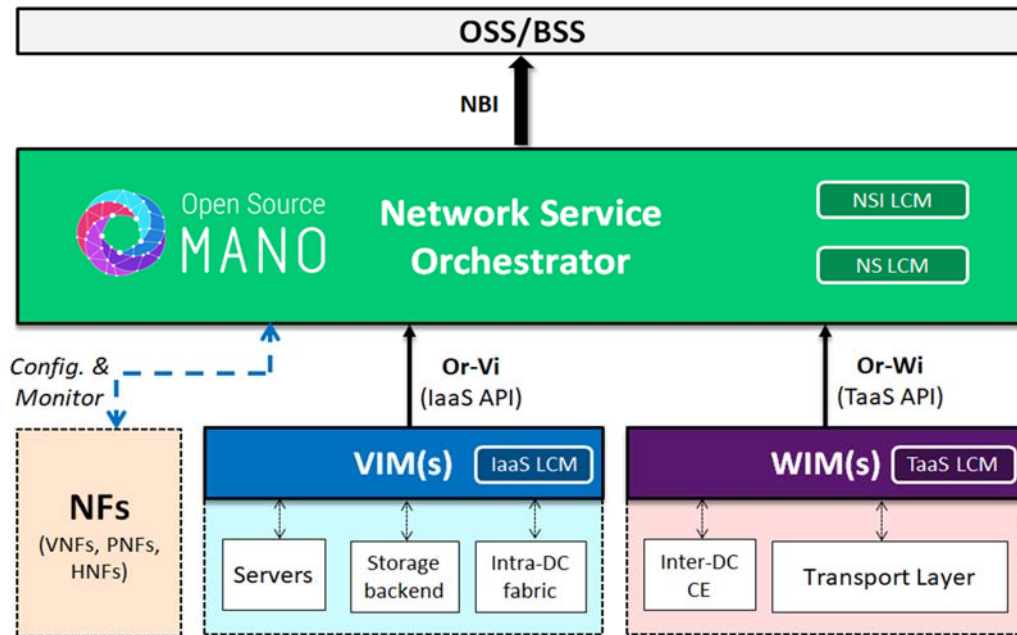 OSS/BSS
NBI
Open Source
MANO
Network Service
Orchestrator
NSI LCM
NS LCM
Config. &
Monitor
Or-Vi
(IaaS API)
Or-Wi
(TaaS API)
NFs
(VNFs, PNFs,
HNFs)
VIM(s)
IaaS LCM
Servers
Storage
backend
Intra-DC
fabric
WIM(s)
TaaS LCM
Inter-DC
CE
Transport Layer